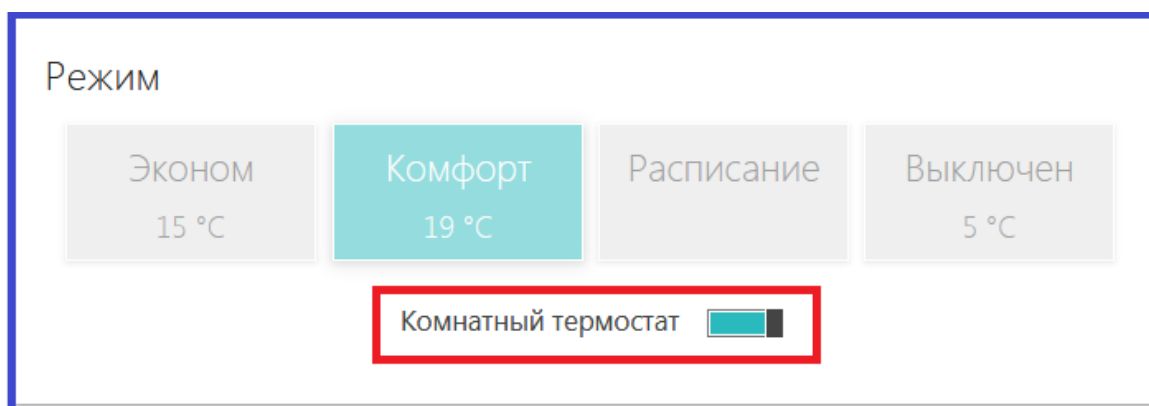 Режим
Эконом Комфорт Расписание Выключен
15 °C 19 °C 5 °C
Комнатный термостат